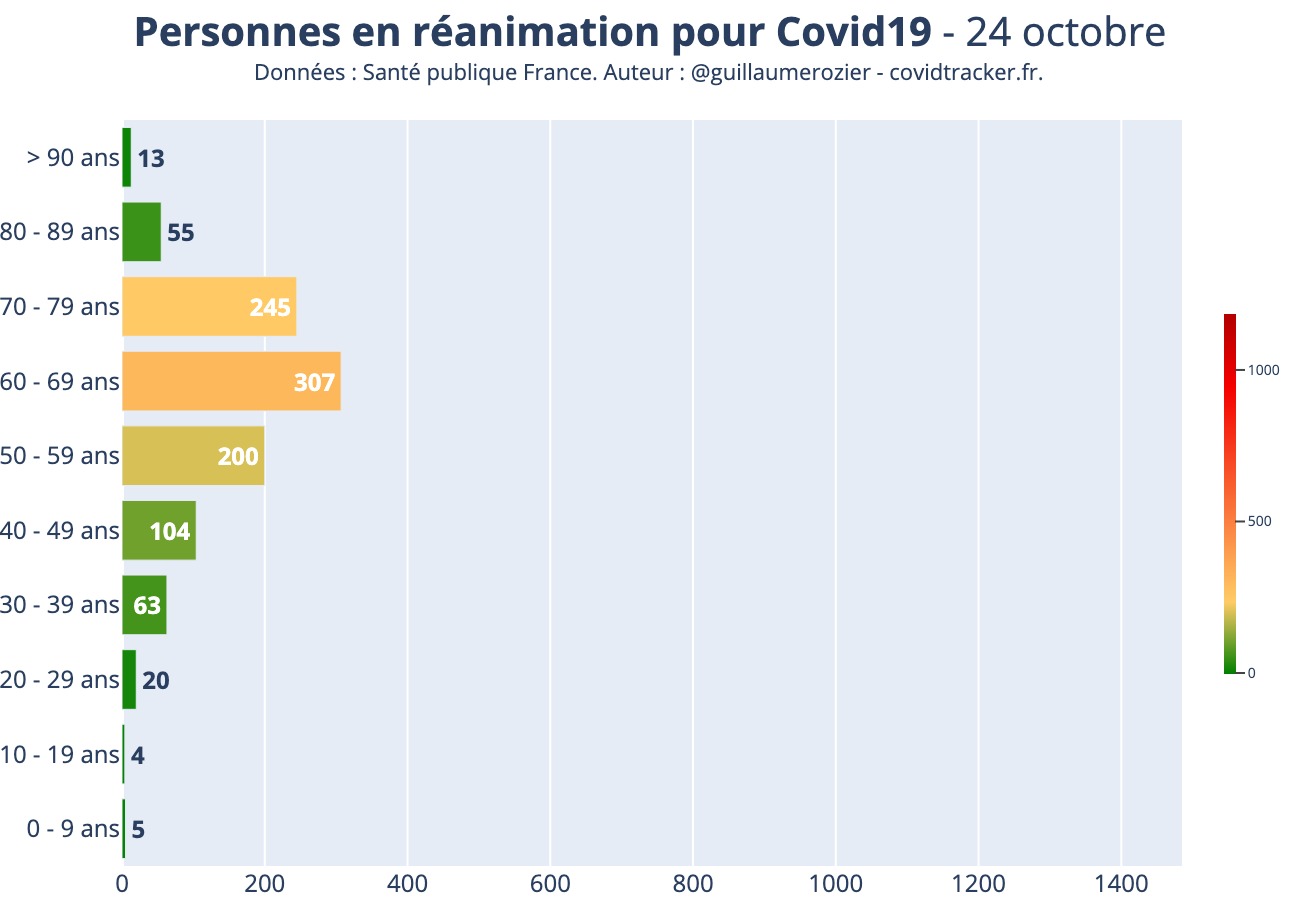 Personnes en réanimation pour Covid19 - 24 octobre
Données : Santé publique France. Auteur : @guillaumerozier - covidtracker.fr.
> 90 ans 13
80 - 89 ans 55
70 - 79 ans 245
60 - 69 ans 307
50 - 59 ans 200
40 - 49 ans 104
30 - 39 ans 63
20 - 29 ans 20
10 - 19 ans 4
0 - 9 ans 5
0 200 400 600 800 1000 1200 1400
1000
500
0